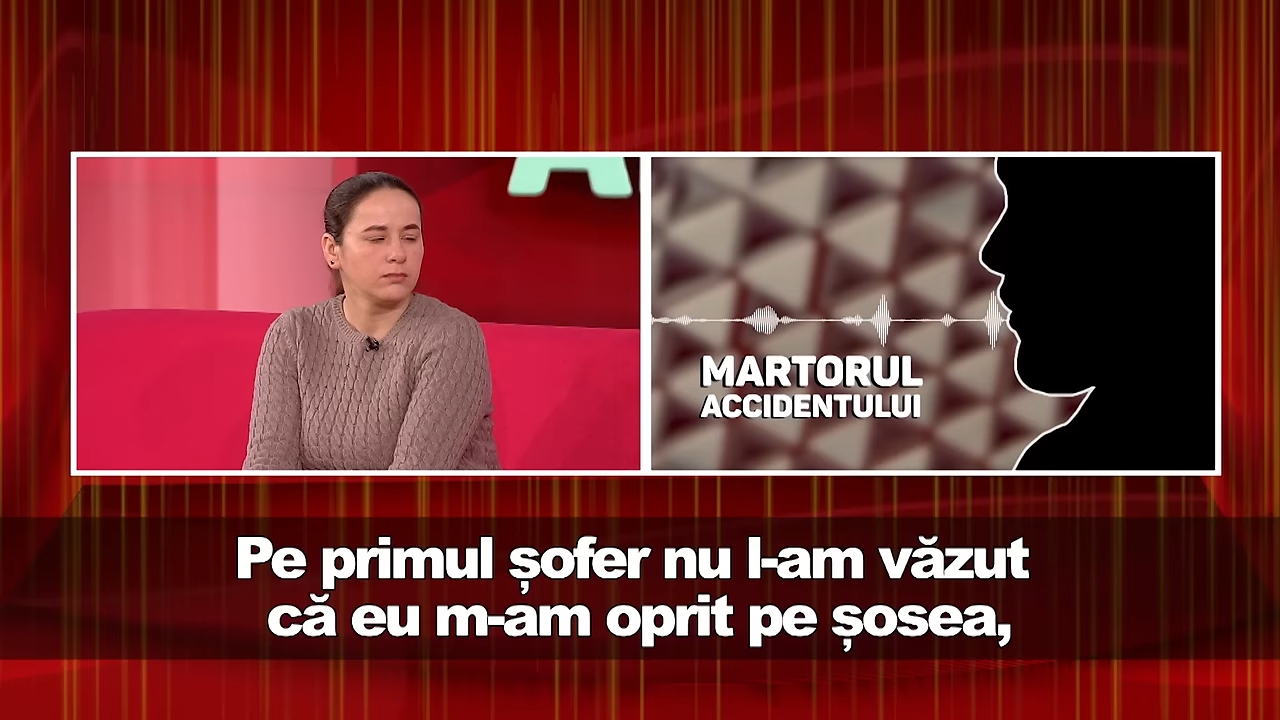 A
MARTORUL
ACCIDENTULUI
Pe primul șofer nu l-am văzut
că eu m-am oprit pe șosea,